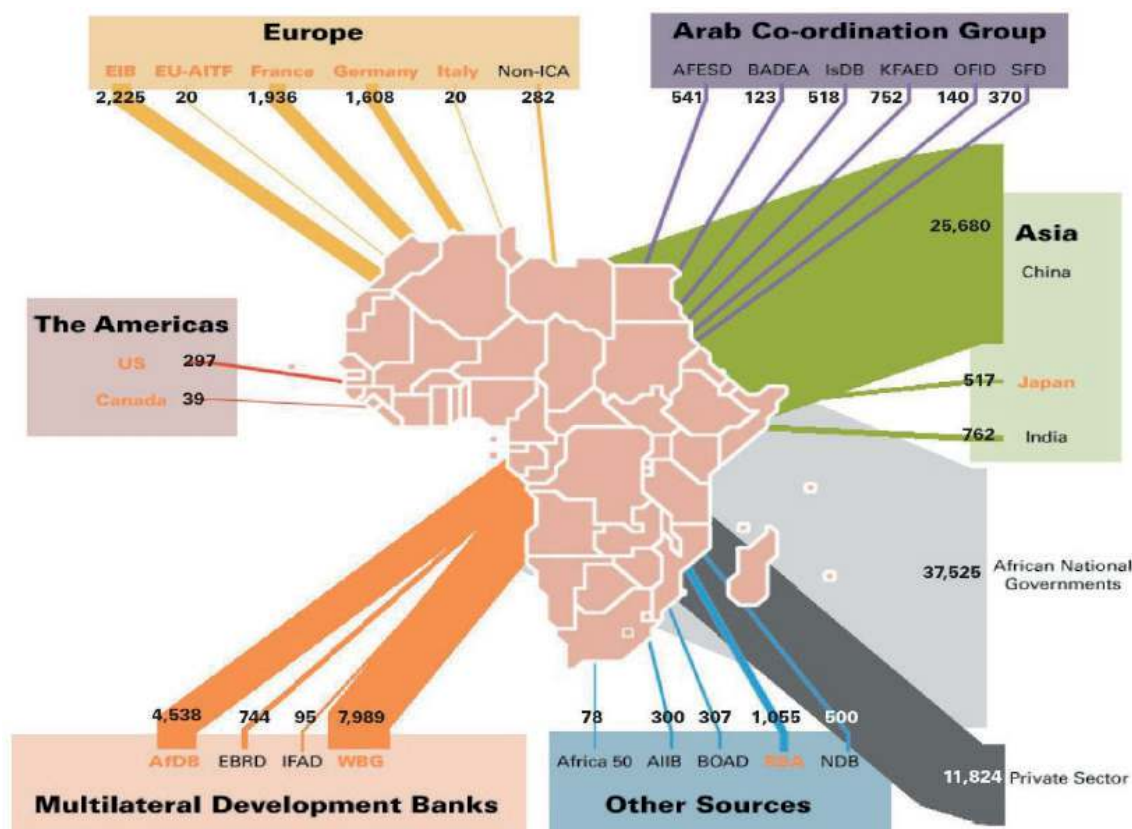 Europe
EIB EU-AITF France Germany Italy Non-ICA
2,225 20 1,936 1,608 20 282
Arab Co-ordination Group
AFESD BADEA IsDB KFAED OFID SFD
541 123 518 752 140 370
25,680
Asia
China
517 Japan
762 India
The Americas
US 297
Canada 39
37,525
African National
Governments
11,824 Private Sector
4,538 744 95 7,989
AfDB EBRD IFAD WBG
Multilateral Development Banks
78 300 307 1,055 500
Africa 50 AIIB BOAD NDB
Other Sources